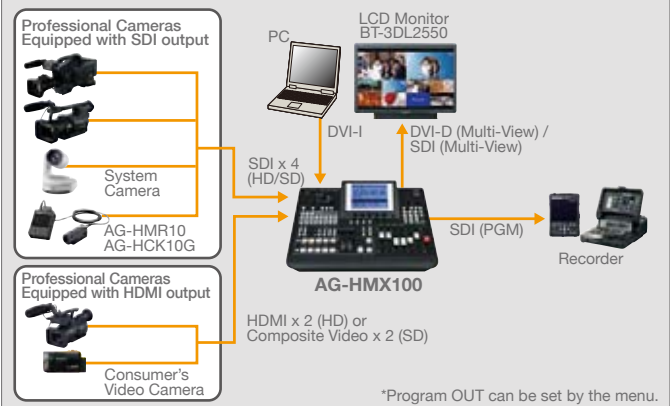 Professional Cameras
Equipped with SDI output
System
Camera
AG-HMR10
AG-HCK10G
Professional Cameras
Equipped with HDMI output
Consumer's
Video Camera
PC
LCD Monitor
BT-3DL2550
DVI-I
DVI-D (Multi-View) /
SDI (Multi-View)
SDI x 4
(HD/SD)
SDI (PGM)
Recorder
AG-HMX100
HDMI x 2 (HD) or
Composite Video x 2 (SD)
*Program OUT can be set by the menu.